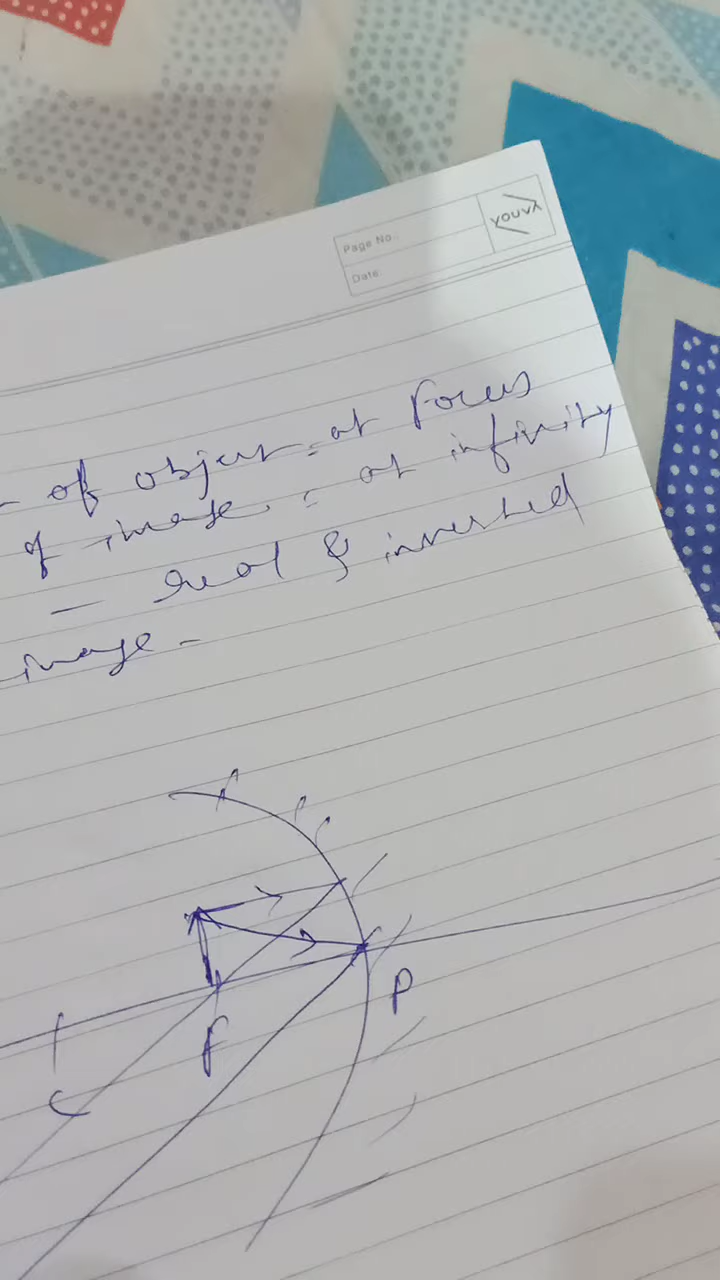 Page No.:
YOUVA
Date:
of object : at Focus
of image : at infinity
— real & inverted
image -
P
F
C